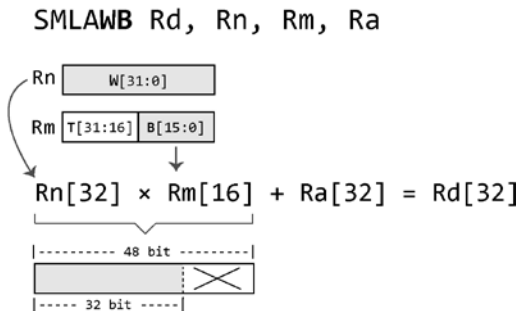 SMLAWB Rd, Rn, Rm, Ra
Rn W[31:0]
Rm T[31:16] B[15:0]
Rn[32] × Rm[16] + Ra[32] = Rd[32]
48 bit
32 bit